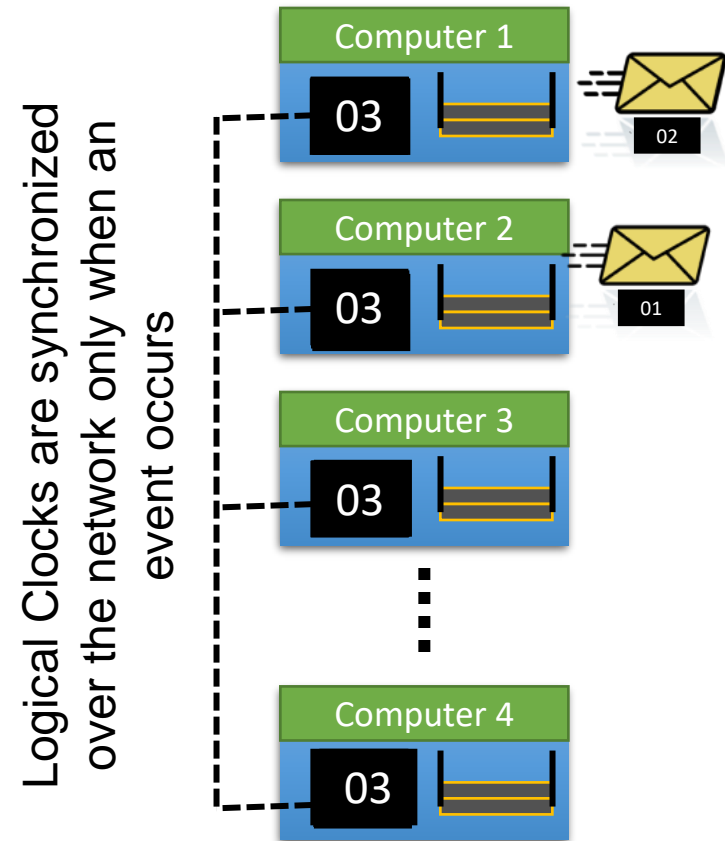 Logical Clocks are synchronized
over the network only when an
event occurs
Computer 1
03
02
Computer 2
03
01
Computer 3
03
Computer 4
03